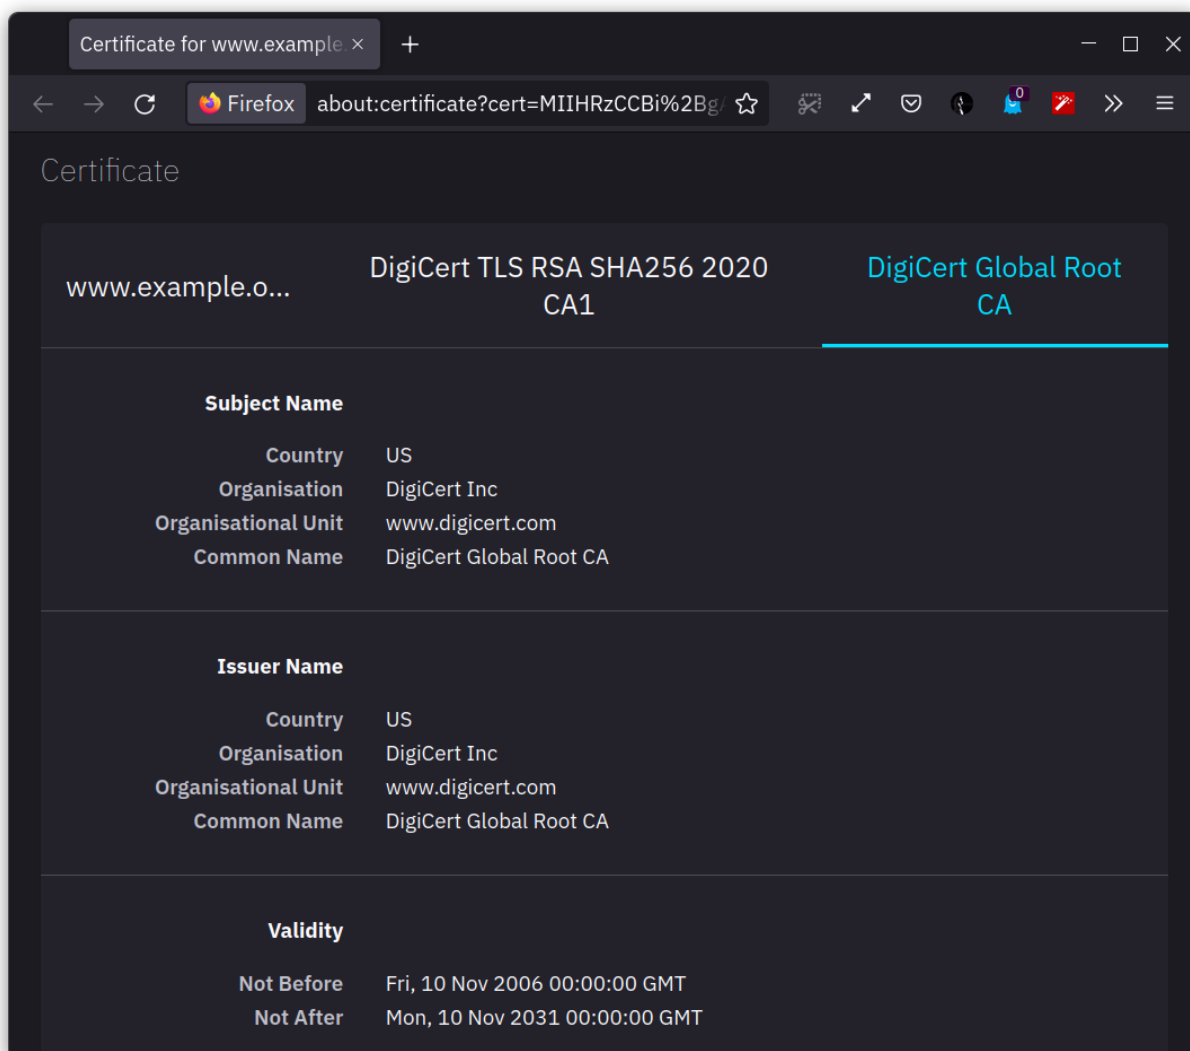 Certificate for www.example.
Firefox about:certificate?cert=MIIHRzCCBi%2Bg/
0
Certificate
www.example.o...
DigiCert TLS RSA SHA256 2020
CA1
DigiCert Global Root
CA
Subject Name
Country US
Organisation DigiCert Inc
Organisational Unit www.digicert.com
Common Name DigiCert Global Root CA
Issuer Name
Country US
Organisation DigiCert Inc
Organisational Unit www.digicert.com
Common Name DigiCert Global Root CA
Validity
Not Before Fri, 10 Nov 2006 00:00:00 GMT
Not After Mon, 10 Nov 2031 00:00:00 GMT